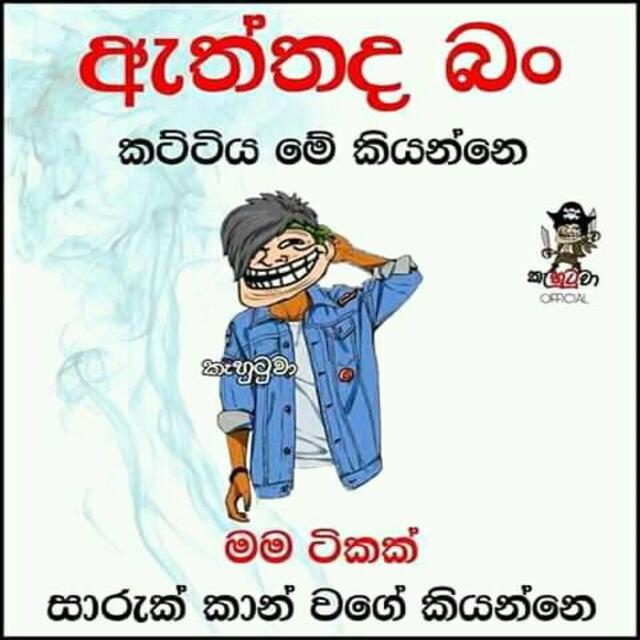 ඇත්තද බං
කට්ටිය මේ කියන්නෙ
කැහුටුවා
OFFICIAL
කැහුටුවා
මම ටිකක්
සාරුක් කාන් වගේ කියන්නෙ